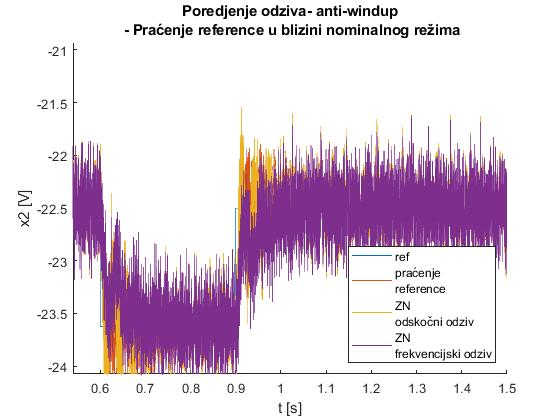 Poredjenje odziva- anti-windup
- Praćenje reference u blizini nominalnog režima
-21
-21.5
-22
-22.5
-23
-23.5
-24
x2 [V]
ref
praćenje
reference
ZN
odskočni odziv
ZN
frekvencijski odziv
0.6 0.7 0.8 0.9 1 1.1 1.2 1.3 1.4 1.5
t [s]